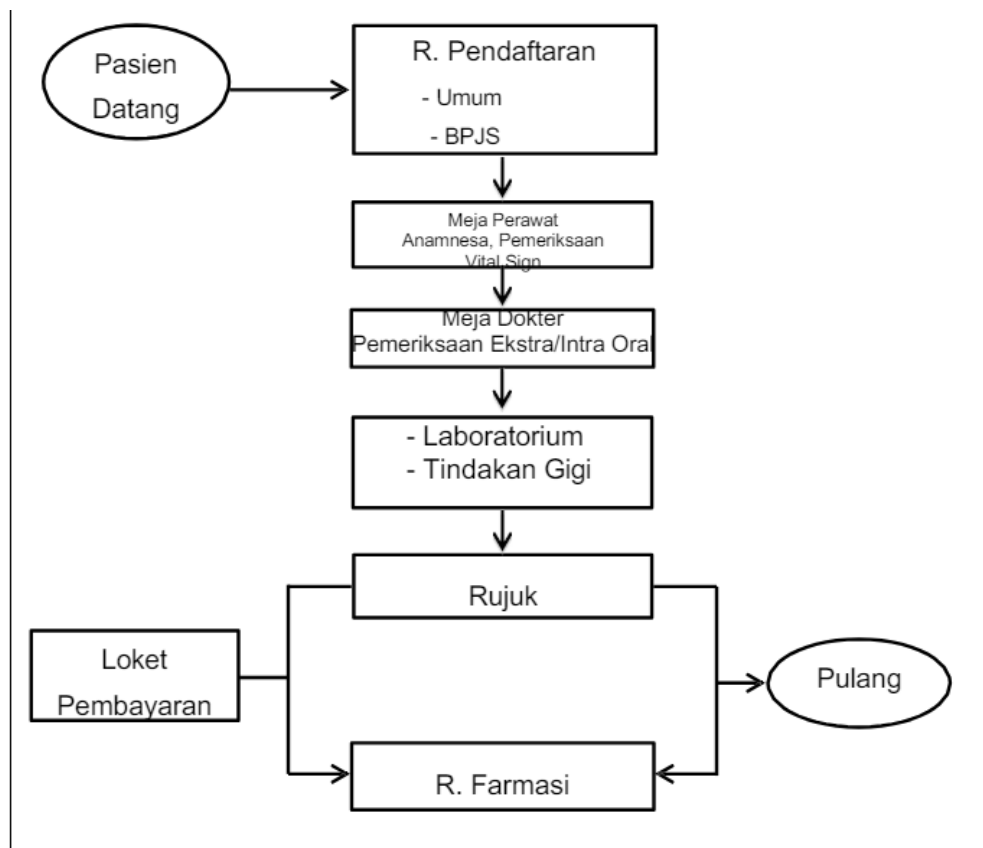 Pasien
Datang
R. Pendaftaran
- Umum
- BPJS
Meja Perawat
Anamnesa, Pemeriksaan
Vital Sign
Meja Dokter
Pemeriksaan Ekstra/Intra Oral
- Laboratorium
- Tindakan Gigi
Rujuk
Loket
Pembayaran
Pulang
R. Farmasi